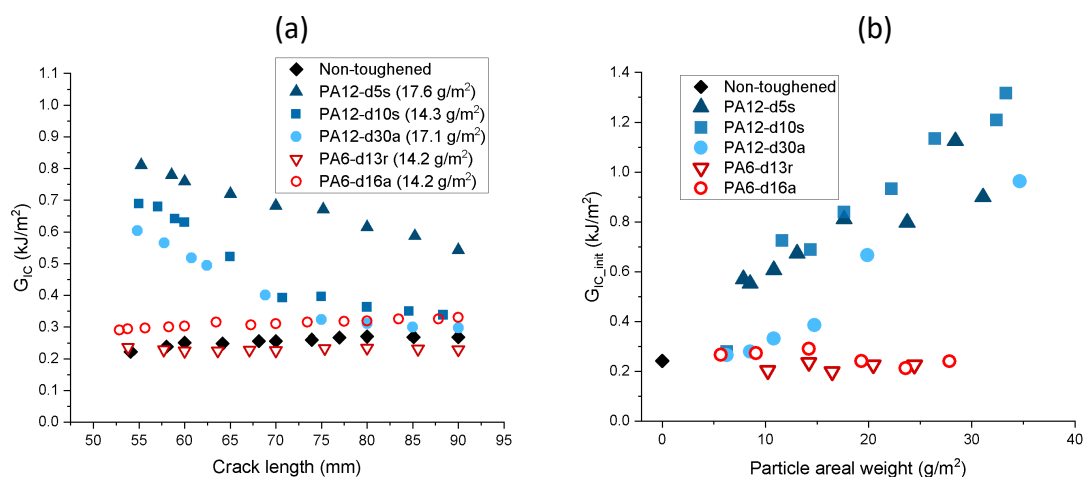 (a)
1.1
1.0
0.9
0.8
0.7
0.6
0.5
0.4
0.3
0.2
0.1
0.0
G_IC (kJ/m²)
Non-toughened
PA12-d5s (17.6 g/m²)
PA12-d10s (14.3 g/m²)
PA12-d30a (17.1 g/m²)
PA6-d13r (14.2 g/m²)
PA6-d16a (14.2 g/m²)
50 55 60 65 70 75 80 85 90 95
Crack length (mm)
(b)
1.4
1.2
1.0
0.8
0.6
0.4
0.2
0.0
G_IC_init (kJ/m²)
Non-toughened
PA12-d5s
PA12-d10s
PA12-d30a
PA6-d13r
PA6-d16a
0 10 20 30 40
Particle areal weight (g/m²)